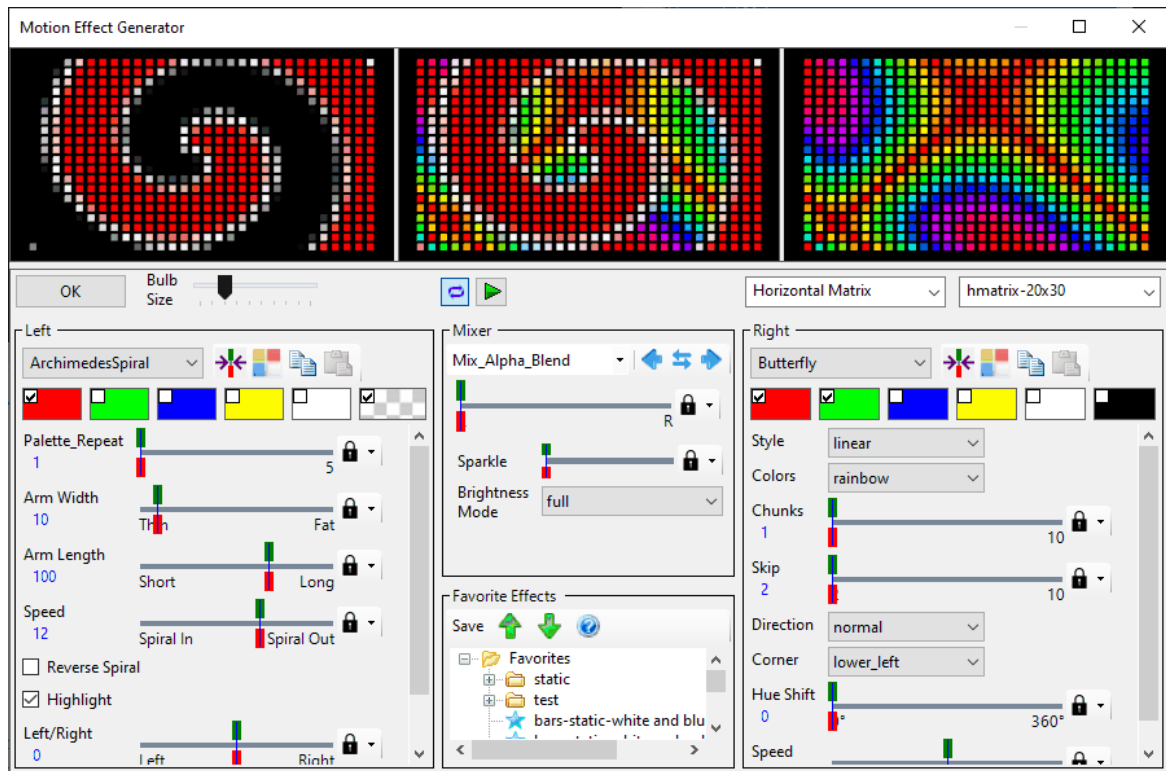 Motion Effect Generator
OK
Bulb
Size
Horizontal Matrix
hmatrix-20x30
Left
ArchimedesSpiral
Palette_Repeat
1
5
Arm Width
10
Thin
Fat
Arm Length
100
Short
Long
Speed
12
Spiral In
Spiral Out
Reverse Spiral
Highlight
Left/Right
0
Left
Right
Mixer
Mix_Alpha_Blend
R
Sparkle
Brightness
Mode
full
Favorite Effects
Save
Favorites
static
test
bars-static-white and blu
Right
Butterfly
Style
linear
Colors
rainbow
Chunks
1
10
Skip
2
10
Direction
normal
Corner
lower_left
Hue Shift
0
0°
360°
Speed